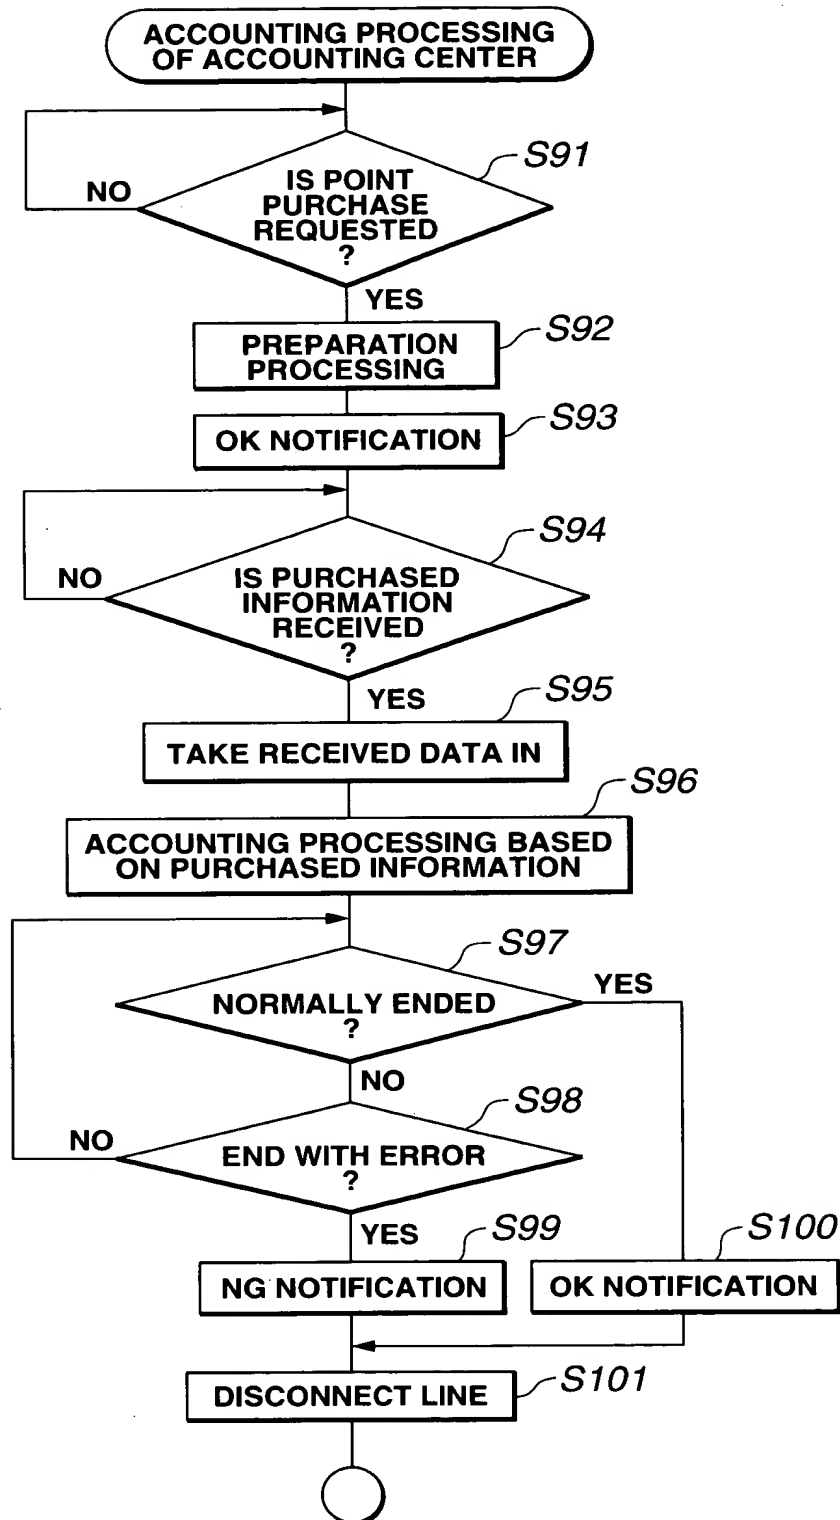 ACCOUNTING PROCESSING
OF ACCOUNTING CENTER
S91
IS POINT
PURCHASE
REQUESTED
?
NO
YES
S92
PREPARATION
PROCESSING
S93
OK NOTIFICATION
S94
IS PURCHASED
INFORMATION
RECEIVED
?
NO
YES
S95
TAKE RECEIVED DATA IN
S96
ACCOUNTING PROCESSING BASED
ON PURCHASED INFORMATION
S97
NORMALLY ENDED
?
YES
NO
S98
END WITH ERROR
?
NO
YES
S99
NG NOTIFICATION
S100
OK NOTIFICATION
S101
DISCONNECT LINE